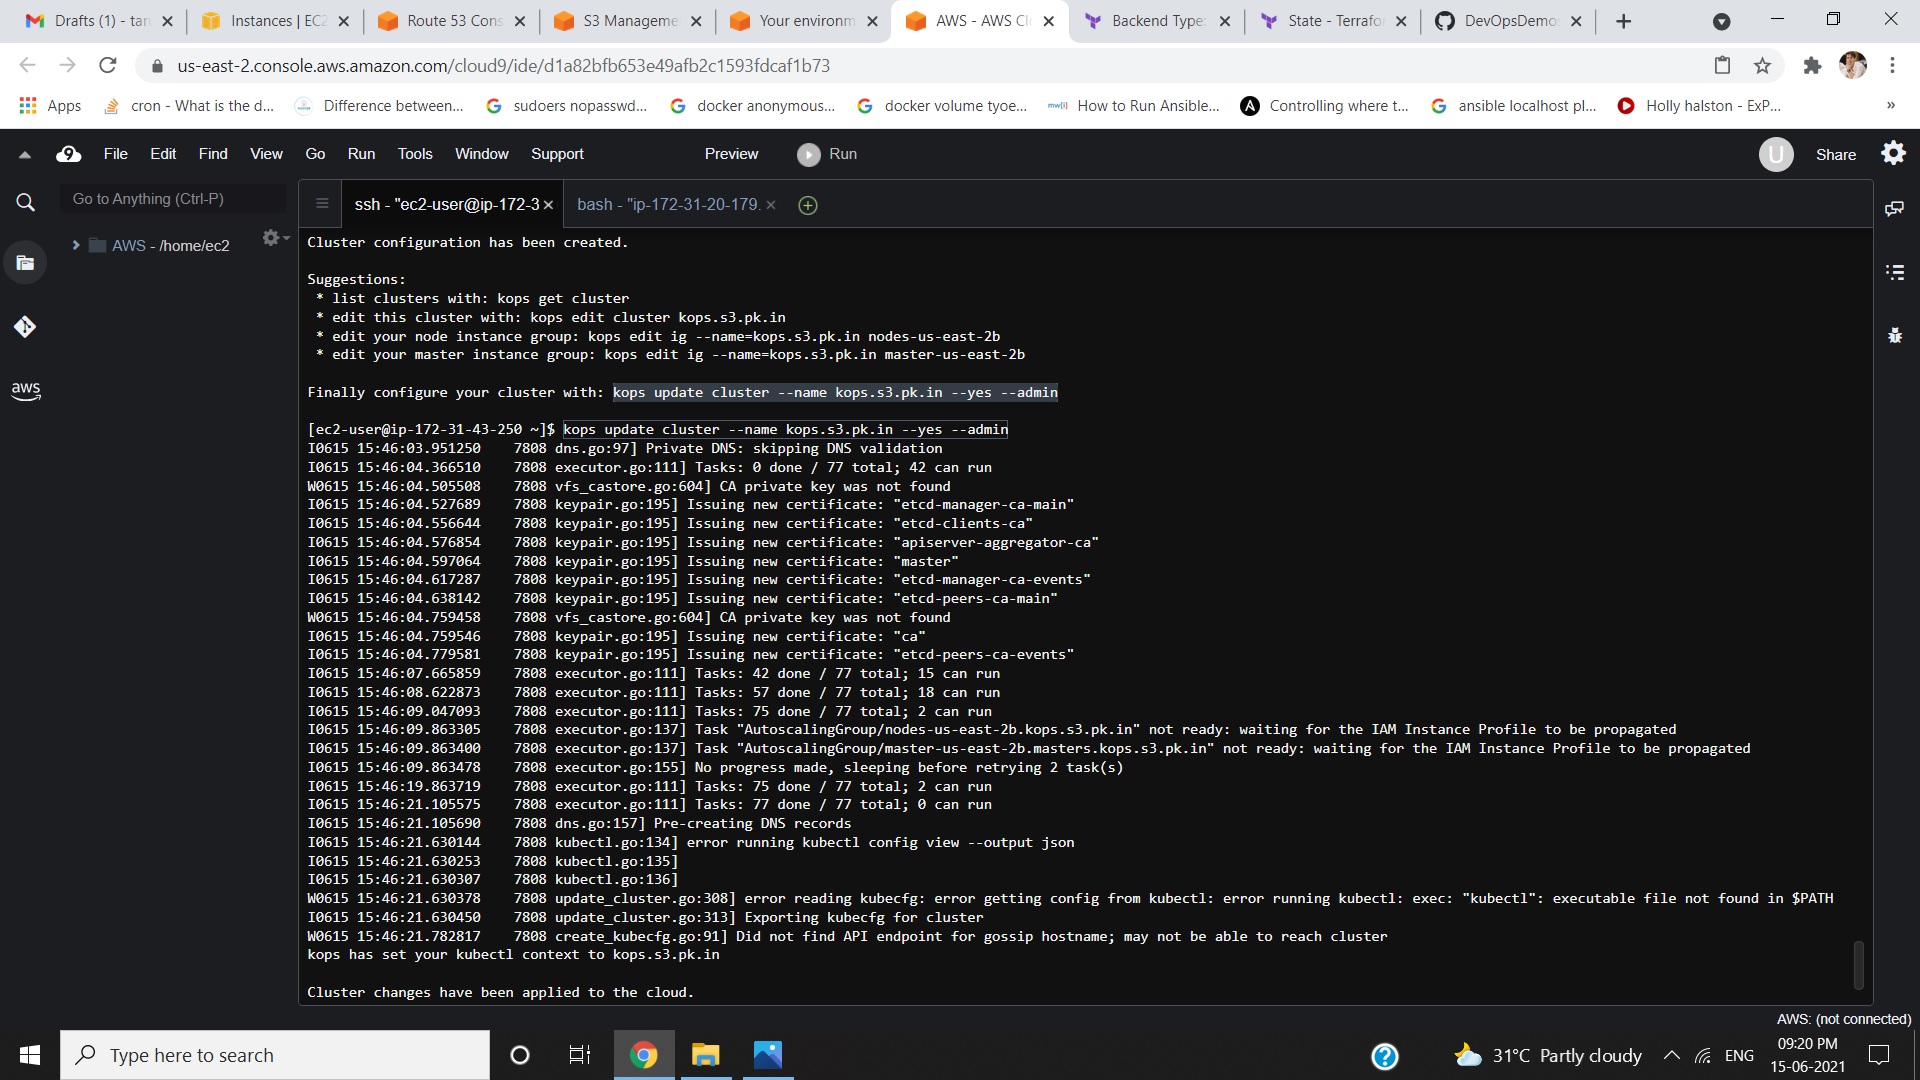 Drafts (1) - tar
Instances | EC2
Route 53 Cons
S3 Manageme
Your environm
AWS - AWS Cl
Backend Type:
State - Terrafo
DevOpsDemo
us-east-2.console.aws.amazon.com/cloud9/ide/d1a82bfb653e49afb2c1593fdcaf1b73
Apps
cron - What is the d...
Difference between...
sudoers nopasswd...
docker anonymous...
docker volume tyoe...
How to Run Ansible...
Controlling where t...
ansible localhost pl...
Holly halston - ExP...
»
9 File Edit Find View Go Run Tools Window Support Preview Run U Share
Go to Anything (Ctrl-P)
ssh - "ec2-user@ip-172-3
bash - "ip-172-31-20-179.
AWS - /home/ec2
aws
Cluster configuration has been created.
Suggestions:
* list clusters with: kops get cluster
* edit this cluster with: kops edit cluster kops.s3.pk.in
* edit your node instance group: kops edit ig --name=kops.s3.pk.in nodes-us-east-2b
* edit your master instance group: kops edit ig --name=kops.s3.pk.in master-us-east-2b
Finally configure your cluster with: kops update cluster --name kops.s3.pk.in --yes --admin
[ec2-user@ip-172-31-43-250 ~]$ kops update cluster --name kops.s3.pk.in --yes --admin
I0615 15:46:03.951250    7808 dns.go:97] Private DNS: skipping DNS validation
I0615 15:46:04.366510    7808 executor.go:111] Tasks: 0 done / 77 total; 42 can run
W0615 15:46:04.505508    7808 vfs_castore.go:604] CA private key was not found
I0615 15:46:04.527689    7808 keypair.go:195] Issuing new certificate: "etcd-manager-ca-main"
I0615 15:46:04.556644    7808 keypair.go:195] Issuing new certificate: "etcd-clients-ca"
I0615 15:46:04.576854    7808 keypair.go:195] Issuing new certificate: "apiserver-aggregator-ca"
I0615 15:46:04.597064    7808 keypair.go:195] Issuing new certificate: "master"
I0615 15:46:04.617287    7808 keypair.go:195] Issuing new certificate: "etcd-manager-ca-events"
I0615 15:46:04.638142    7808 keypair.go:195] Issuing new certificate: "etcd-peers-ca-main"
W0615 15:46:04.759458    7808 vfs_castore.go:604] CA private key was not found
I0615 15:46:04.759546    7808 keypair.go:195] Issuing new certificate: "ca"
I0615 15:46:04.779581    7808 keypair.go:195] Issuing new certificate: "etcd-peers-ca-events"
I0615 15:46:07.665859    7808 executor.go:111] Tasks: 42 done / 77 total; 15 can run
I0615 15:46:08.622873    7808 executor.go:111] Tasks: 57 done / 77 total; 18 can run
I0615 15:46:09.047093    7808 executor.go:111] Tasks: 75 done / 77 total; 2 can run
I0615 15:46:09.863305    7808 executor.go:137] Task "AutoscalingGroup/nodes-us-east-2b.kops.s3.pk.in" not ready: waiting for the IAM Instance Profile to be propagated
I0615 15:46:09.863400    7808 executor.go:137] Task "AutoscalingGroup/master-us-east-2b.masters.kops.s3.pk.in" not ready: waiting for the IAM Instance Profile to be propagated
I0615 15:46:09.863478    7808 executor.go:155] No progress made, sleeping before retrying 2 task(s)
I0615 15:46:19.863719    7808 executor.go:111] Tasks: 75 done / 77 total; 2 can run
I0615 15:46:21.105575    7808 executor.go:111] Tasks: 77 done / 77 total; 0 can run
I0615 15:46:21.105690    7808 dns.go:157] Pre-creating DNS records
I0615 15:46:21.630144    7808 kubectl.go:134] error running kubectl config view --output json
I0615 15:46:21.630253    7808 kubectl.go:135]
I0615 15:46:21.630307    7808 kubectl.go:136]
W0615 15:46:21.630378    7808 update_cluster.go:308] error reading kubecfg: error getting config from kubectl: error running kubectl: exec: "kubectl": executable file not found in $PATH
I0615 15:46:21.630450    7808 update_cluster.go:313] Exporting kubecfg for cluster
W0615 15:46:21.782817    7808 create_kubecfg.go:91] Did not find API endpoint for gossip hostname; may not be able to reach cluster
kops has set your kubectl context to kops.s3.pk.in
Cluster changes have been applied to the cloud.
AWS: (not connected)
Type here to search
31°C Partly cloudy
ENG
09:20 PM
15-06-2021